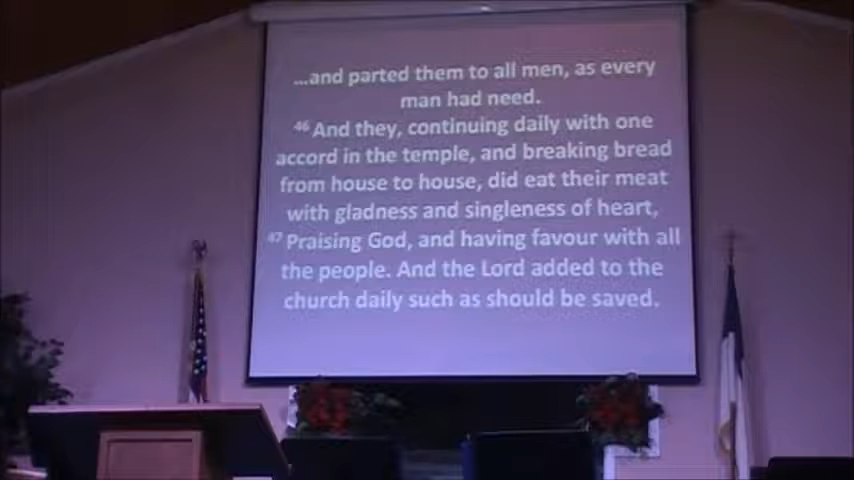 ...and parted them to all men, as every
man had need.
46 And they, continuing daily with one
accord in the temple, and breaking bread
from house to house, did eat their meat
with gladness and singleness of heart,
47 Praising God, and having favour with all
the people. And the Lord added to the
church daily such as should be saved.